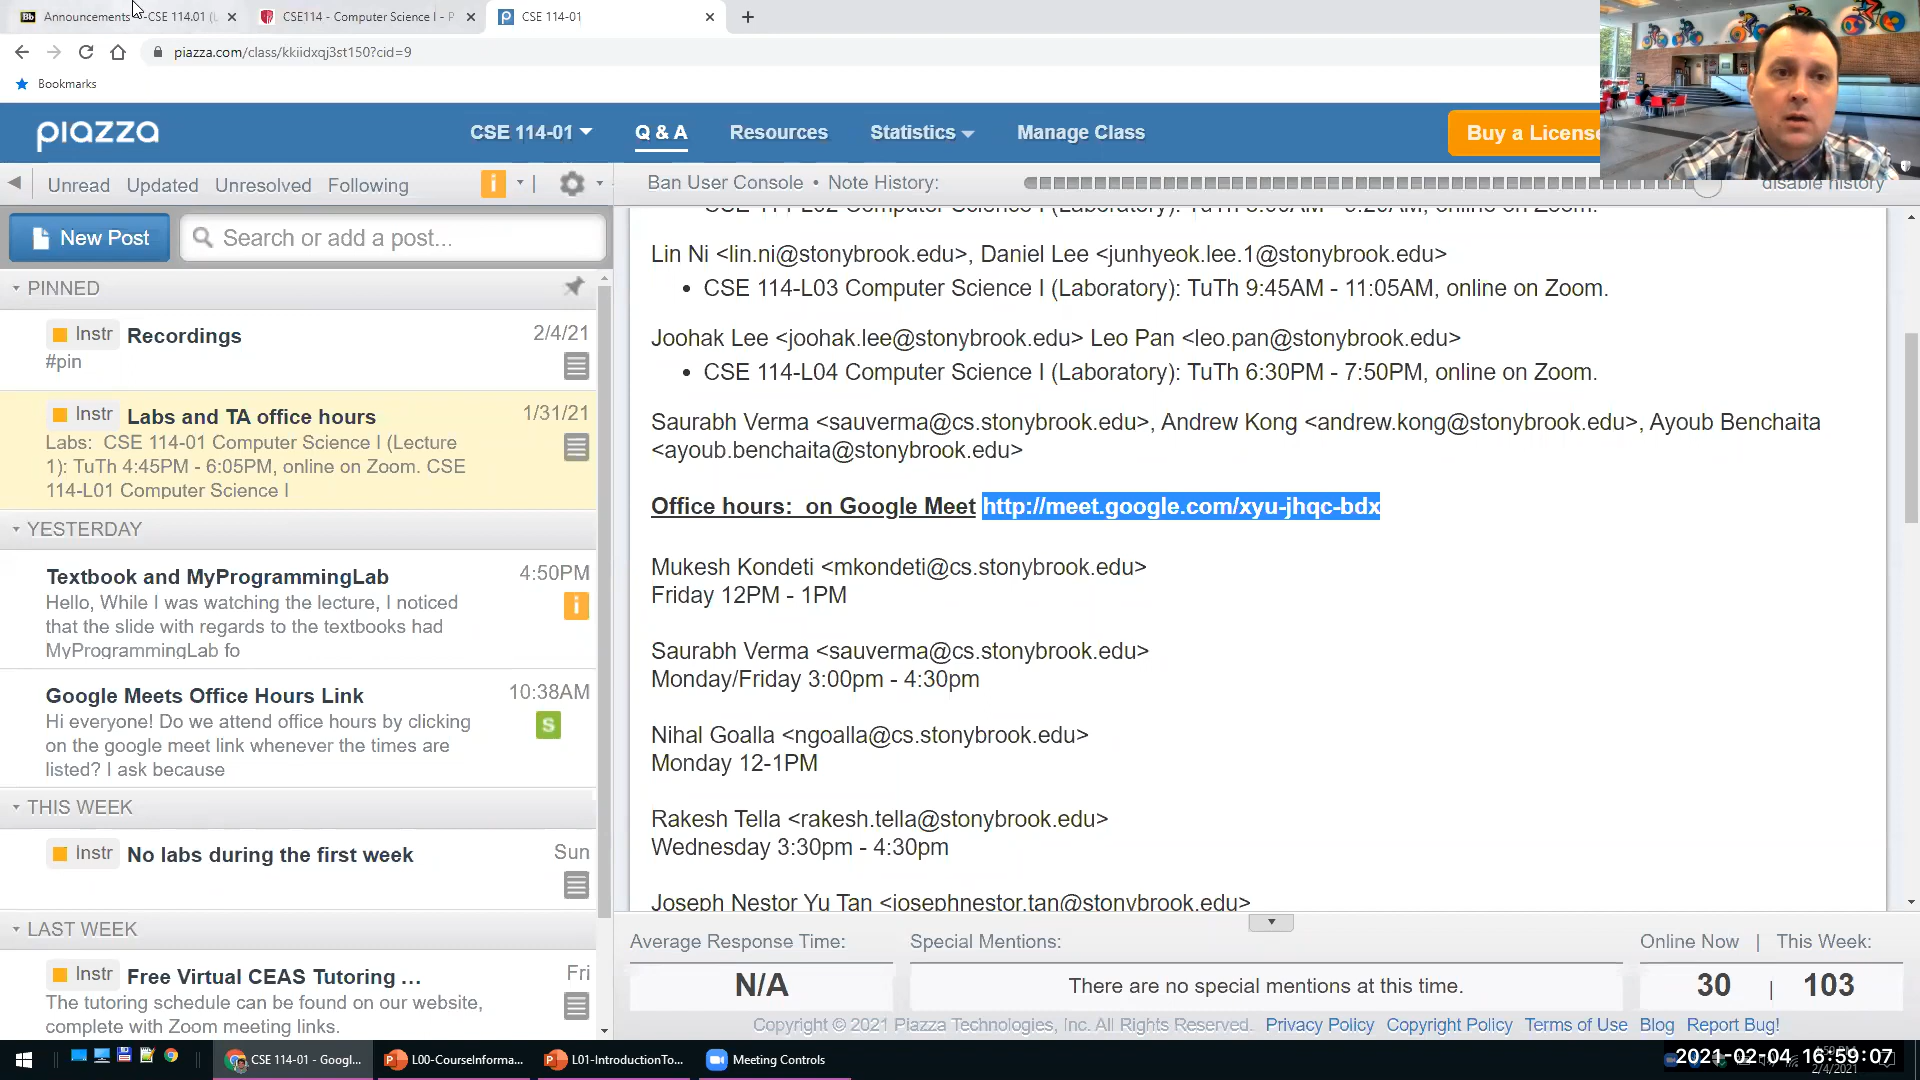 Bb Announcements - CSE 114.01 (
CSE114 - Computer Science I - P
CSE 114-01
piazza.com/class/kkiidxqj3st150?cid=9
Bookmarks
piazza
CSE 114-01
Q & A
Resources
Statistics
Manage Class
Buy a License
Unread
Updated
Unresolved
Following
i
Ban User Console • Note History:
disable history
New Post
Search or add a post...
PINNED
Instr Recordings 2/4/21
#pin
Instr Labs and TA office hours 1/31/21
Labs: CSE 114-01 Computer Science I (Lecture
1): TuTh 4:45PM - 6:05PM, online on Zoom. CSE
114-L01 Computer Science I
YESTERDAY
Textbook and MyProgrammingLab 4:50PM
Hello, While I was watching the lecture, I noticed
that the slide with regards to the textbooks had
MyProgrammingLab fo
i
Google Meets Office Hours Link 10:38AM
Hi everyone! Do we attend office hours by clicking
on the google meet link whenever the times are
listed? I ask because
S
THIS WEEK
Instr No labs during the first week Sun
LAST WEEK
Instr Free Virtual CEAS Tutoring ... Fri
The tutoring schedule can be found on our website,
complete with Zoom meeting links.
Computer Science I (Laboratory): TuTh
online on Zoom.
Lin Ni <lin.ni@stonybrook.edu>, Daniel Lee <junhyeok.lee.1@stonybrook.edu>
• CSE 114-L03 Computer Science I (Laboratory): TuTh 9:45AM - 11:05AM, online on Zoom.
Joohak Lee <joohak.lee@stonybrook.edu> Leo Pan <leo.pan@stonybrook.edu>
• CSE 114-L04 Computer Science I (Laboratory): TuTh 6:30PM - 7:50PM, online on Zoom.
Saurabh Verma <sauverma@cs.stonybrook.edu>, Andrew Kong <andrew.kong@stonybrook.edu>, Ayoub Benchaita
<ayoub.benchaita@stonybrook.edu>
Office hours: on Google Meet http://meet.google.com/xyu-jhqc-bdx
Mukesh Kondeti <mkondeti@cs.stonybrook.edu>
Friday 12PM - 1PM
Saurabh Verma <sauverma@cs.stonybrook.edu>
Monday/Friday 3:00pm - 4:30pm
Nihal Goalla <ngoalla@cs.stonybrook.edu>
Monday 12-1PM
Rakesh Tella <rakesh.tella@stonybrook.edu>
Wednesday 3:30pm - 4:30pm
Joseph Nestor Yu Tan <josephnestor.tan@stonybrook.edu>
Average Response Time:
Special Mentions:
Online Now | This Week:
N/A
There are no special mentions at this time.
30 | 103
Copyright © 2021 Piazza Technologies, Inc. All Rights Reserved. Privacy Policy Copyright Policy Terms of Use Blog Report Bug!
CSE 114-01 - Googl...
L00-CourseInforma...
L01-IntroductionTo...
Meeting Controls
2021-02-04 16:59:07
2/4/2021